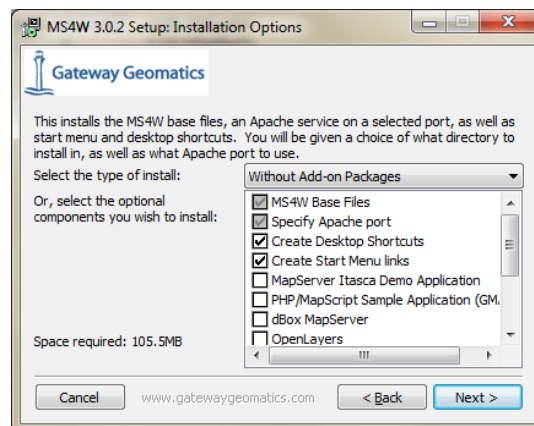 MS4W 3.0.2 Setup: Installation Options
Gateway Geomatics
This installs the MS4W base files, an Apache service on a selected port, as well as
start menu and desktop shortcuts. You will be given a choice of what directory to
install in, as well as what Apache port to use.
Select the type of install:
Without Add-on Packages
Or, select the optional
components you wish to install:
MS4W Base Files
Specify Apache port
Create Desktop Shortcuts
Create Start Menu links
MapServer Itasca Demo Application
PHP/MapScript Sample Application (GM
dBox MapServer
OpenLayers
Space required: 105.5MB
Cancel
www.gatewaygeomatics.com
< Back
Next >